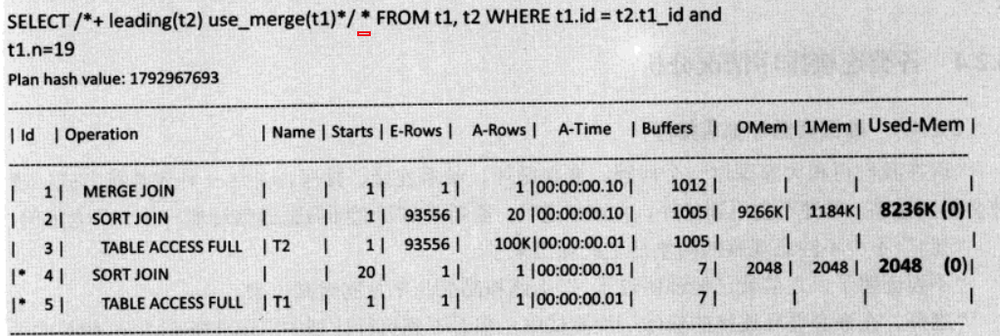 SELECT /*+ leading(t2) use_merge(t1)*/ * FROM t1, t2 WHERE t1.id = t2.t1_id and
t1.n=19
Plan hash value: 1792967693
---------------------------------------------------------------------------
| Id | Operation | Name | Starts | E-Rows | A-Rows | A-Time | Buffers | OMem | 1Mem | Used-Mem |
---------------------------------------------------------------------------
| 1 | MERGE JOIN | | 1 | 1 | 1 |00:00:00.10 | 1012 | | | |
| 2 | SORT JOIN | | 1 | 93556 | 20 |00:00:00.10 | 1005 | 9266K| 1184K| 8236K (0)|
| 3 | TABLE ACCESS FULL | T2 | 1 | 93556 | 100K|00:00:00.01 | 1005 | | | |
|* 4 | SORT JOIN | | 20 | 1 | 1 |00:00:00.01 | 7 | 2048 | 2048 | 2048 (0)|
|* 5 | TABLE ACCESS FULL | T1 | 1 | 1 | 1 |00:00:00.01 | 7 | | | |
---------------------------------------------------------------------------